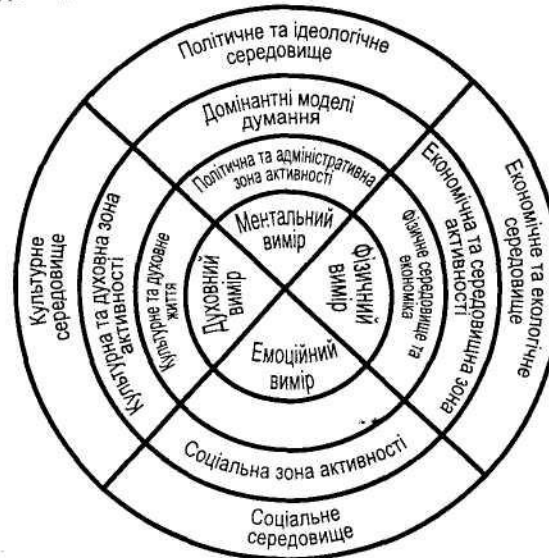 Політичне та ідеологічне
середовище
Домінантні моделі
думання
Політична та адміністративна
зона активності
Ментальний
вимір
Культурне
середовище
Культурна та духовна зона
активності
Культурне та духовне
життя
Духовний
вимір
Фізичний
вимір
Фізичне середовище та
економіка
Економічна та середовищна зона
активності
Економічне та екологічне
середовище
Емоційний
вимір
Соціальна зона активності
Соціальне
середовище